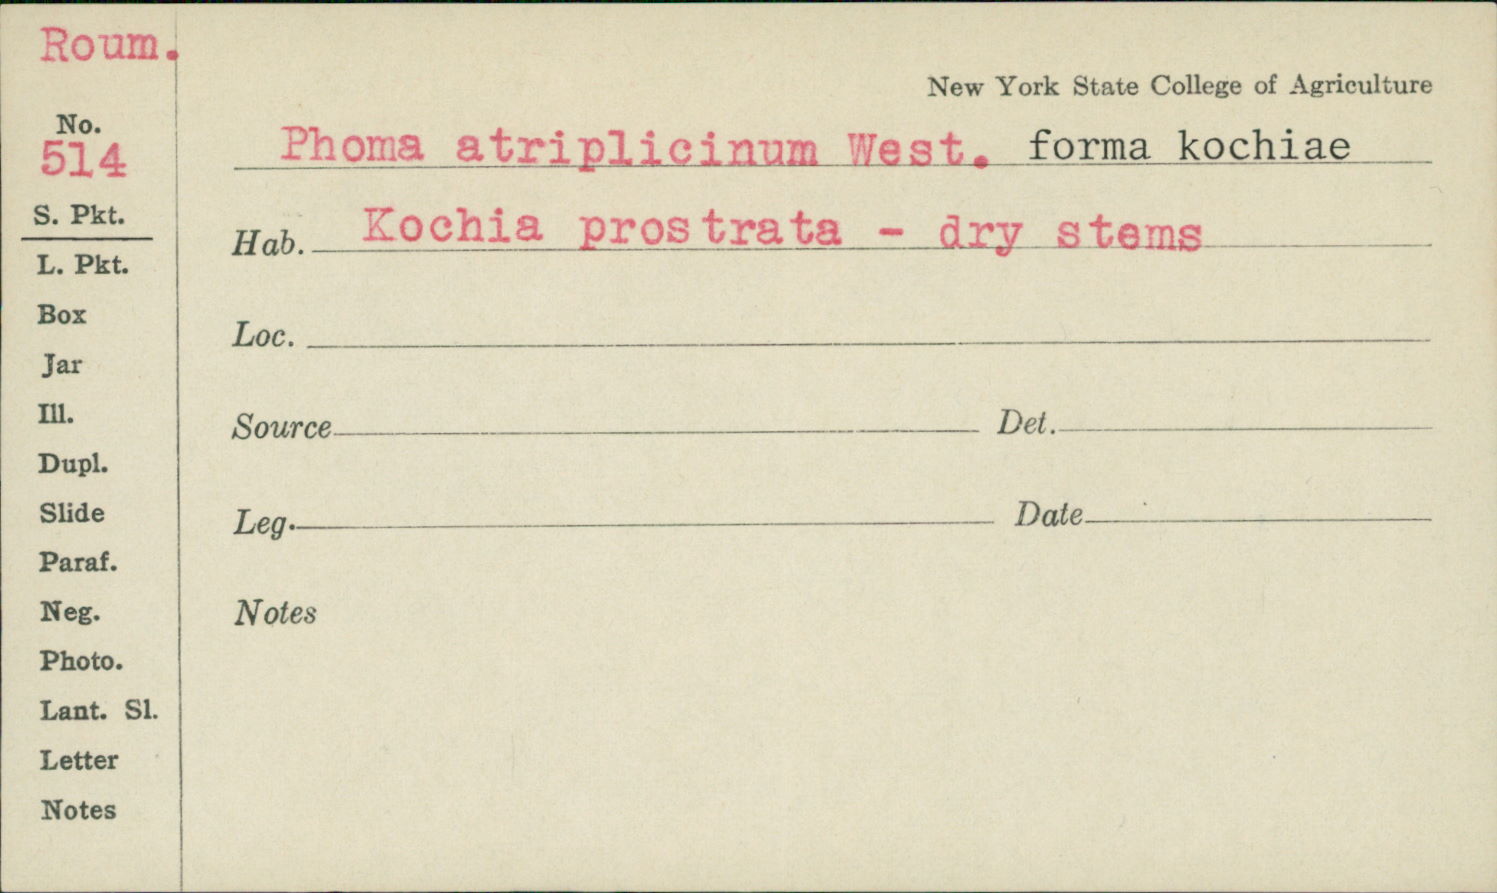 Roum.
New York State College of Agriculture
No.
514
Phoma atriplicinum West. forma kochiae
S. Pkt.
Hab. Kochia prostrata - dry stems
L. Pkt.
Box
Loc.
Jar
Ill.
Source Det.
Dupl.
Slide
Leg. Date
Paraf.
Neg.
Notes
Photo.
Lant. Sl.
Letter
Notes